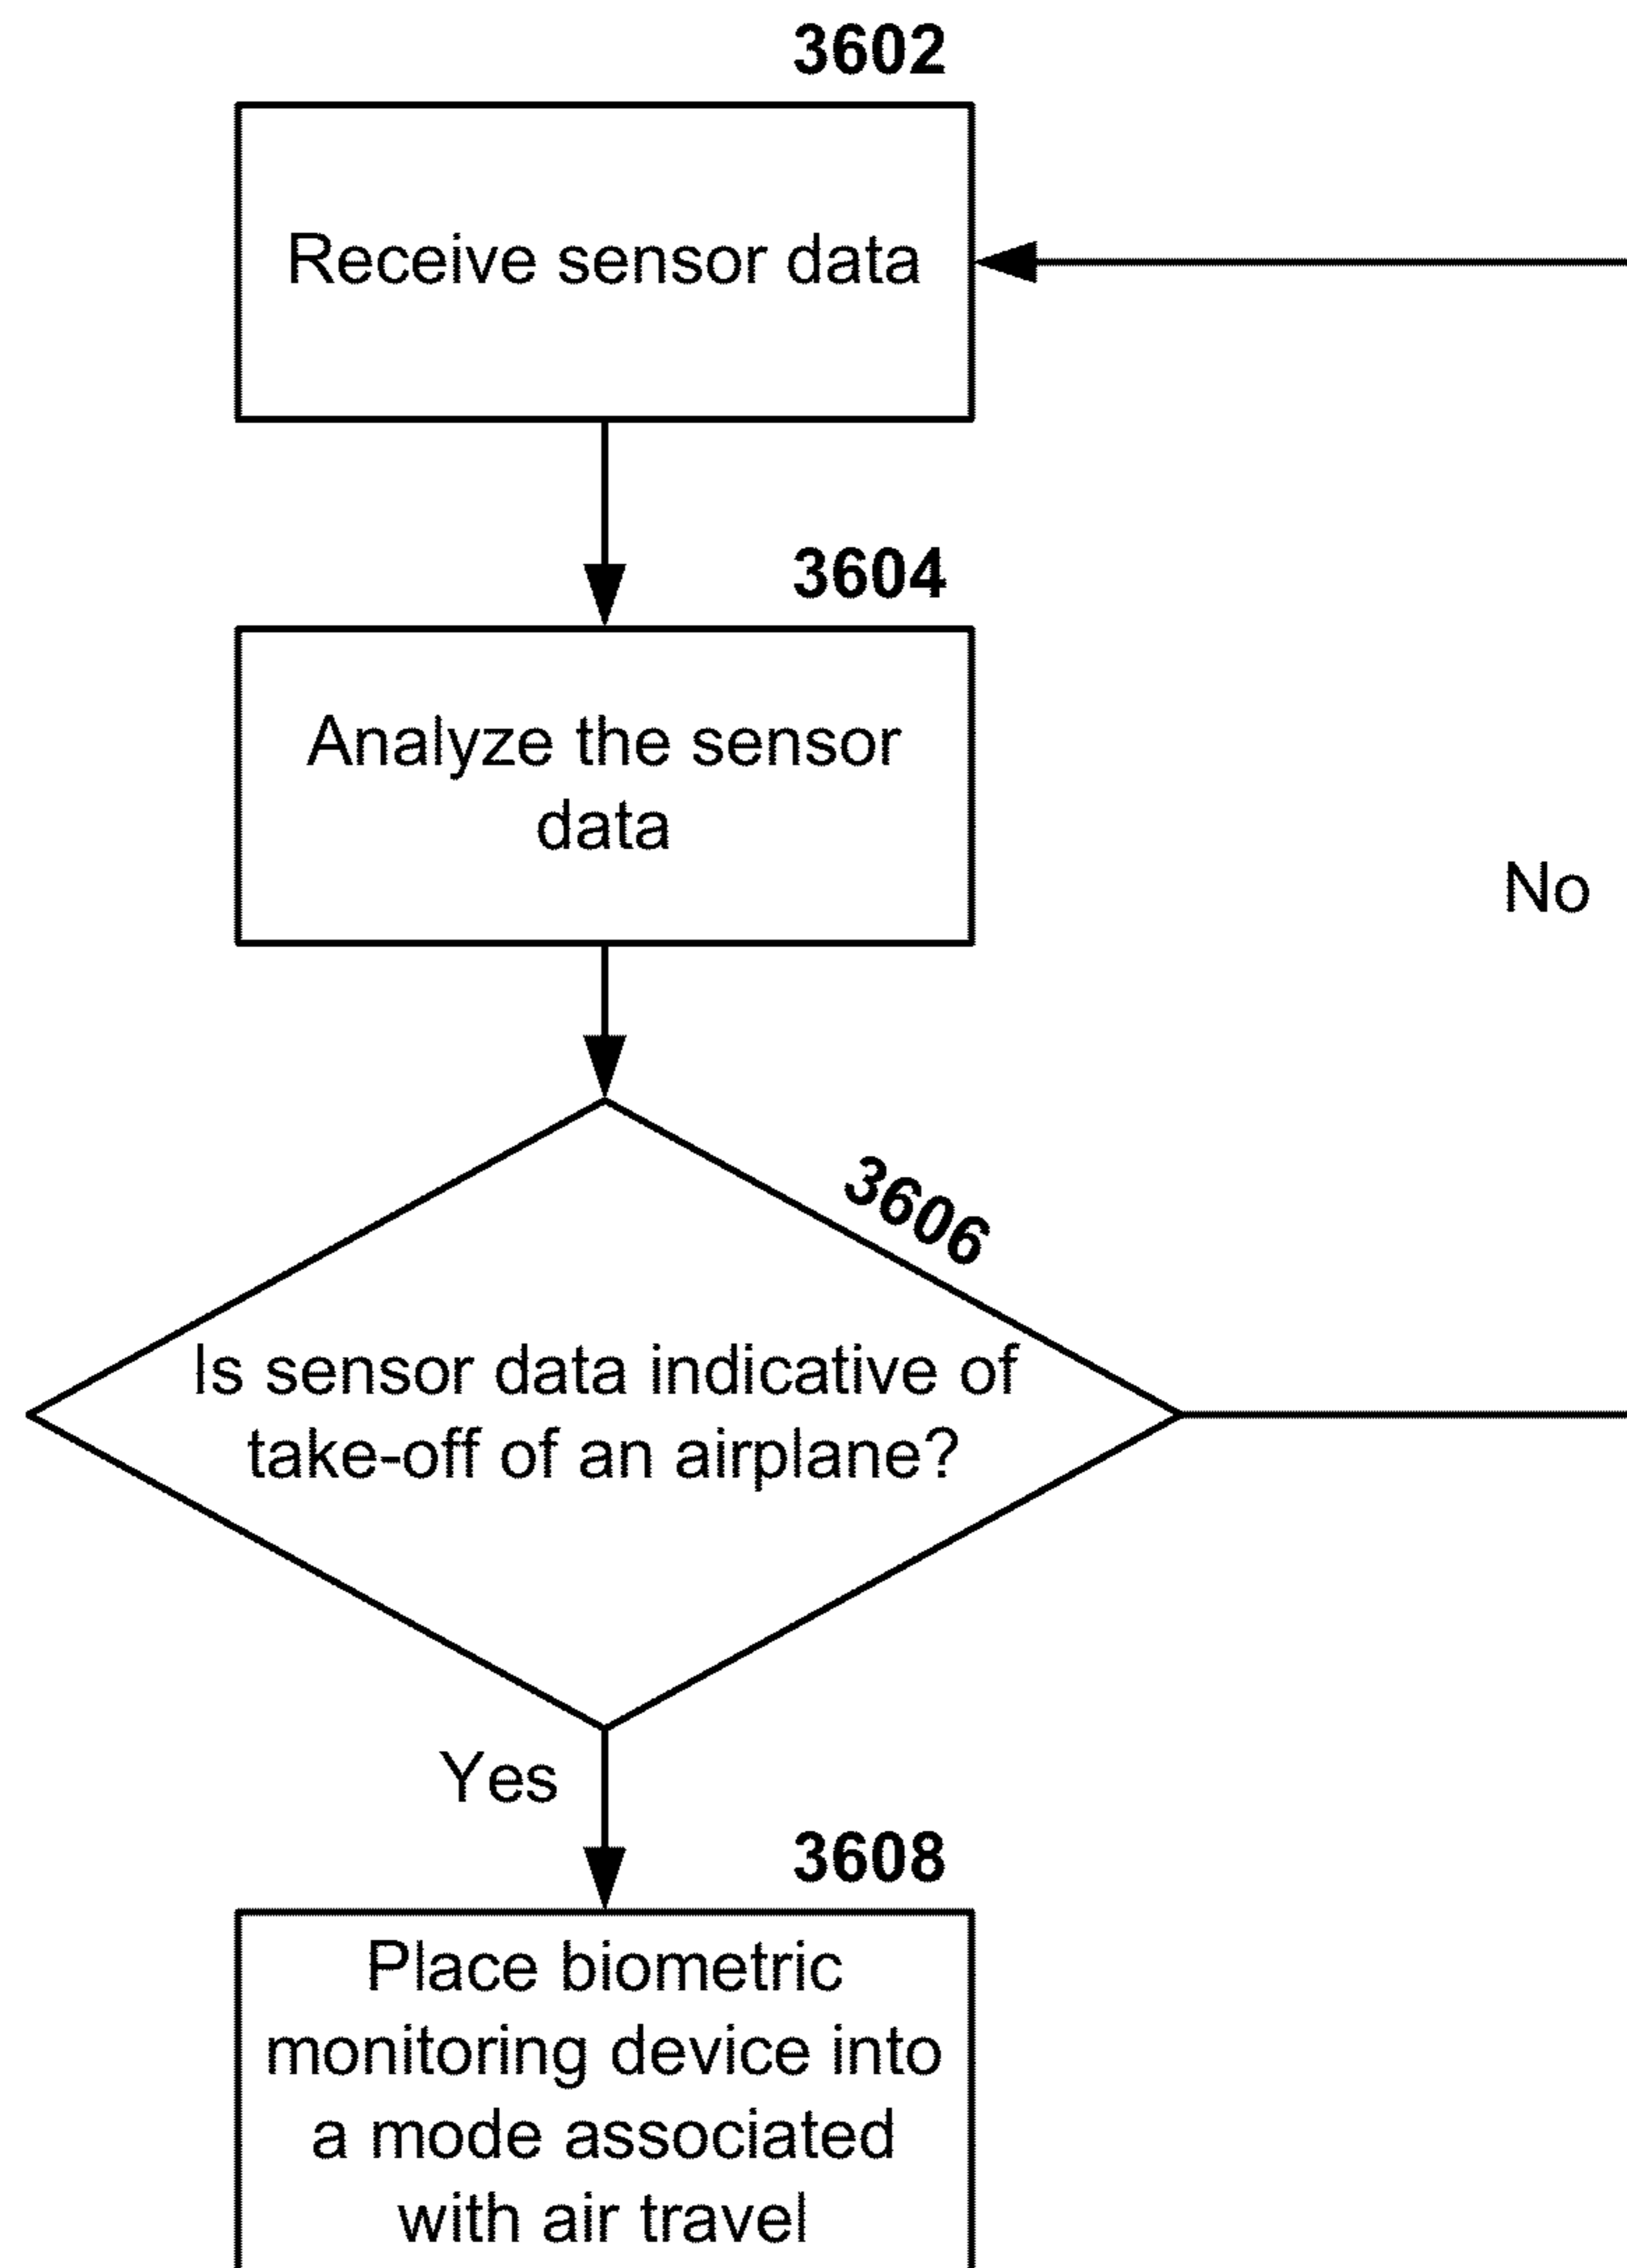 3602
Receive sensor data
3604
Analyze the sensor
data
No
3606
Is sensor data indicative of
take-off of an airplane?
Yes
3608
Place biometric
monitoring device into
a mode associated
with air travel